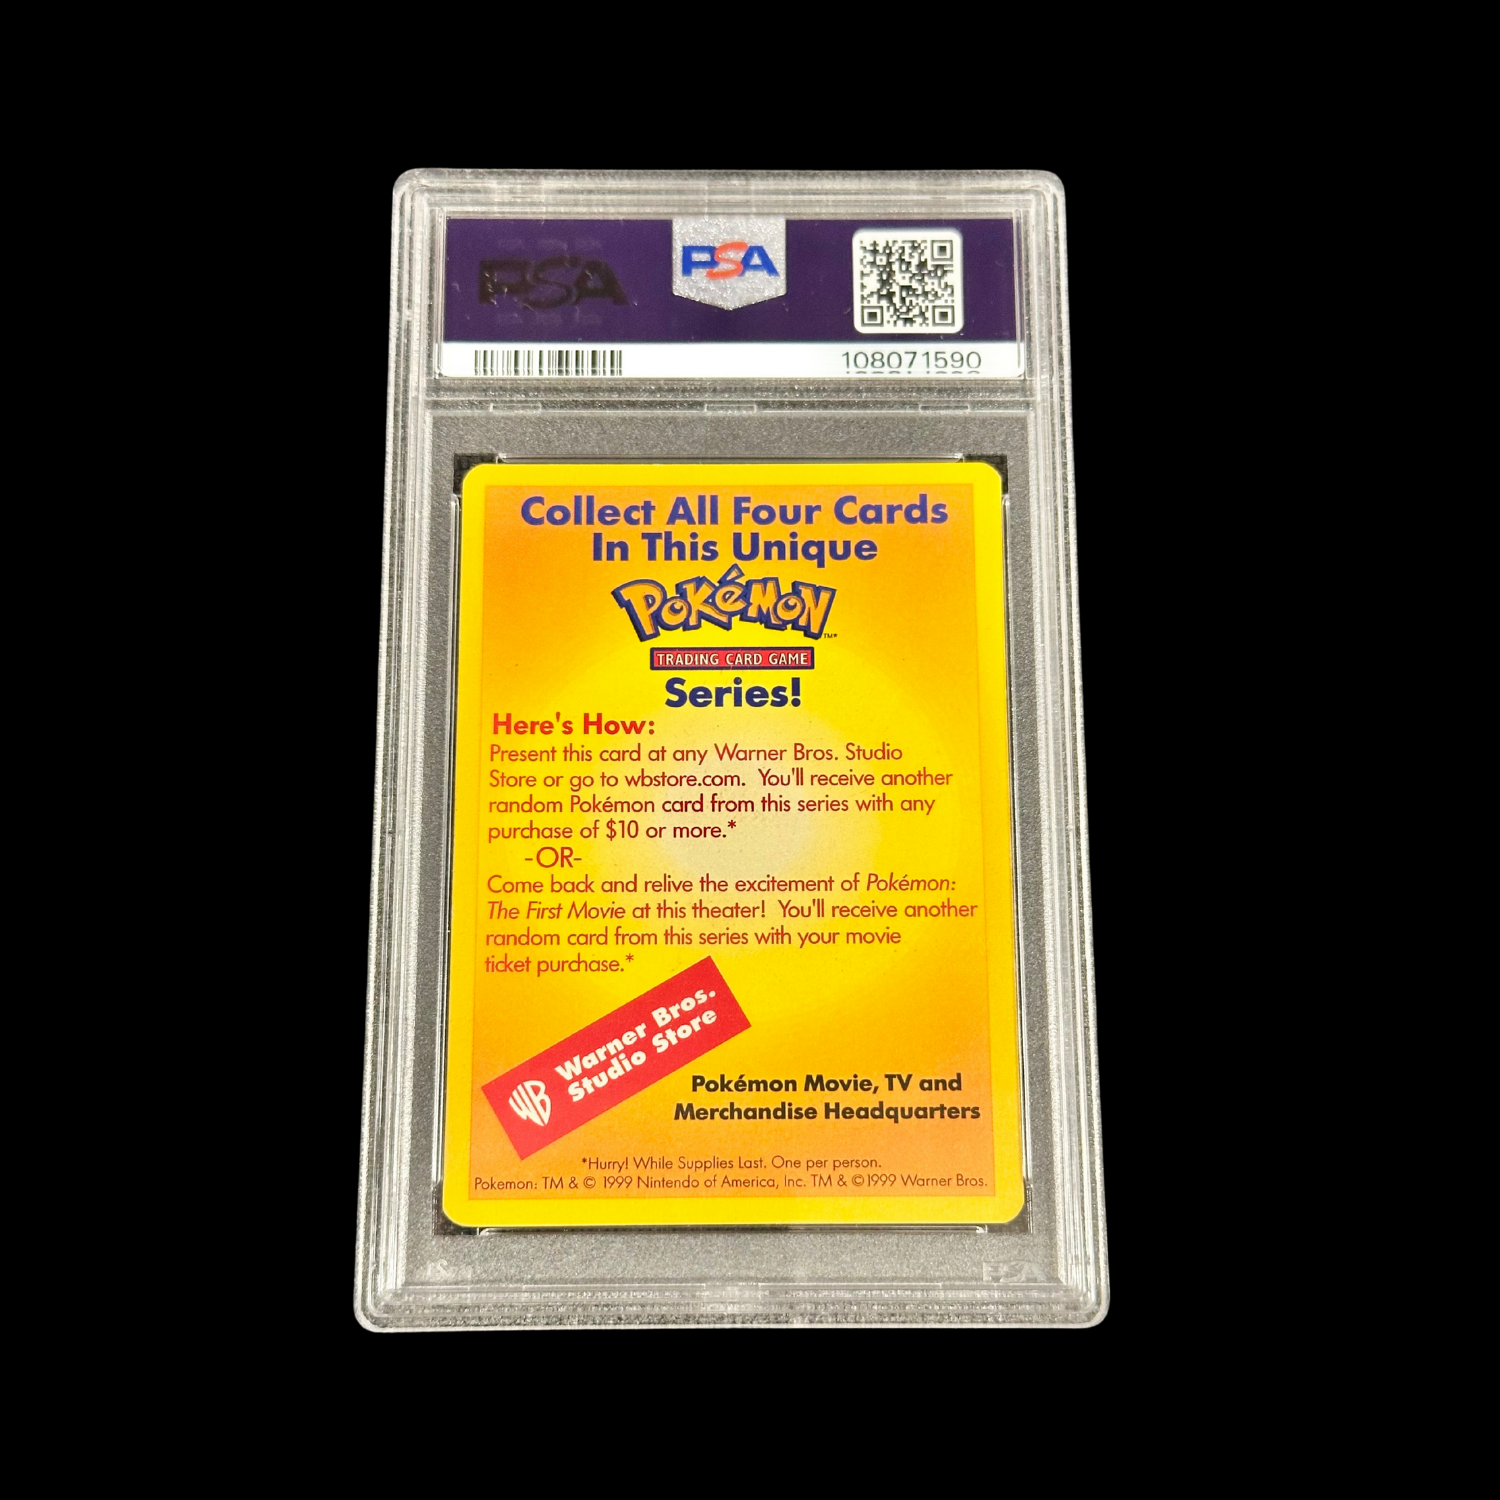 PSA
PSA
108071590
Collect All Four Cards
In This Unique
POKéMON
TM*
TRADING CARD GAME
Series!
Here's How:
Present this card at any Warner Bros. Studio
Store or go to wbstore.com. You'll receive another
random Pokémon card from this series with any
purchase of $10 or more.*
-OR-
Come back and relive the excitement of Pokémon:
The First Movie at this theater! You'll receive another
random card from this series with your movie
ticket purchase.*
WB
Warner Bros.
Studio Store
Pokémon Movie, TV and
Merchandise Headquarters
*Hurry! While Supplies Last. One per person.
Pokemon: TM & © 1999 Nintendo of America, Inc. TM & ©1999 Warner Bros.
PSA